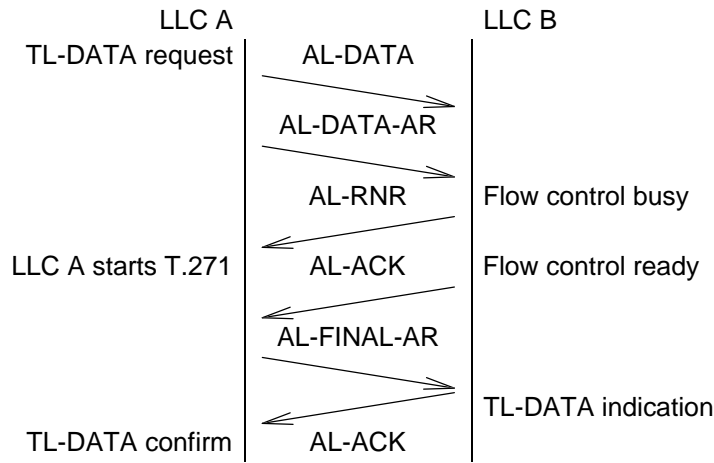 LLC A LLC B
TL-DATA request AL-DATA
AL-DATA-AR
AL-RNR Flow control busy
LLC A starts T.271 AL-ACK Flow control ready
AL-FINAL-AR
TL-DATA indication
TL-DATA confirm AL-ACK